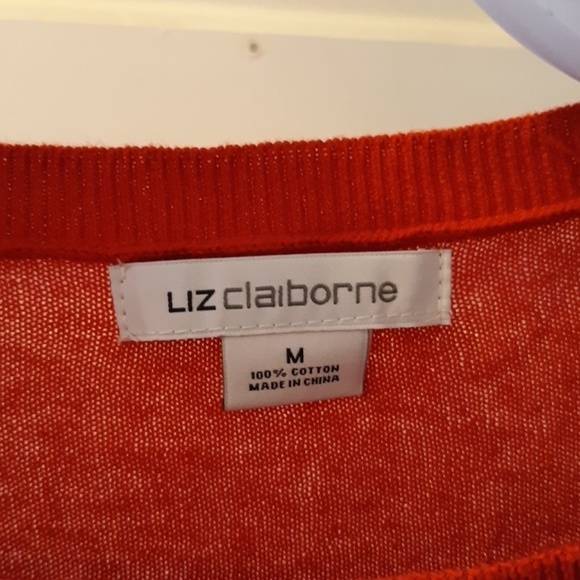 LIZ claiborne
M
100% COTTON
MADE IN CHINA